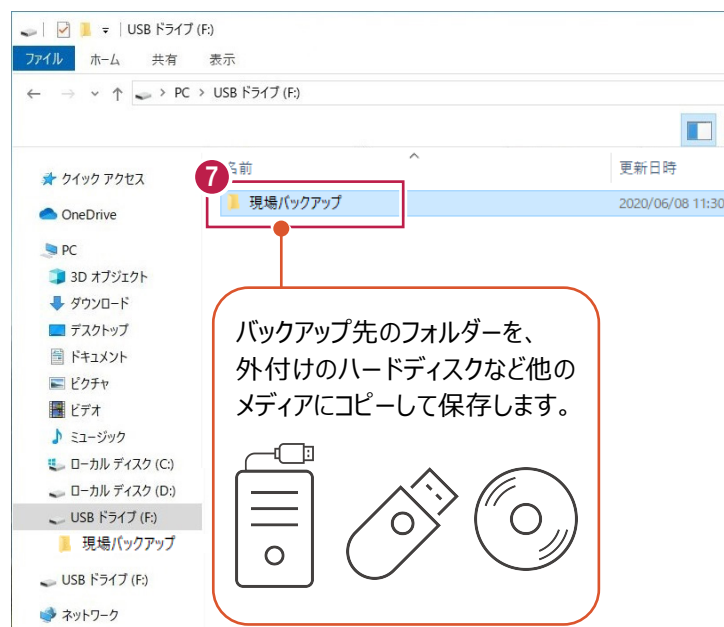 USB ドライブ (F:)
ファイル ホーム 共有 表示
PC > USB ドライブ (F:)
名前 更新日時
7
現場バックアップ 2020/06/08 11:30
クイック アクセス
OneDrive
PC
3D オブジェクト
ダウンロード
デスクトップ
ドキュメント
ピクチャ
ビデオ
ミュージック
ローカル ディスク (C:)
ローカル ディスク (D:)
USB ドライブ (F:)
現場バックアップ
USB ドライブ (F:)
ネットワーク
バックアップ先のフォルダーを、
外付けのハードディスクなど他の
メディアにコピーして保存します。